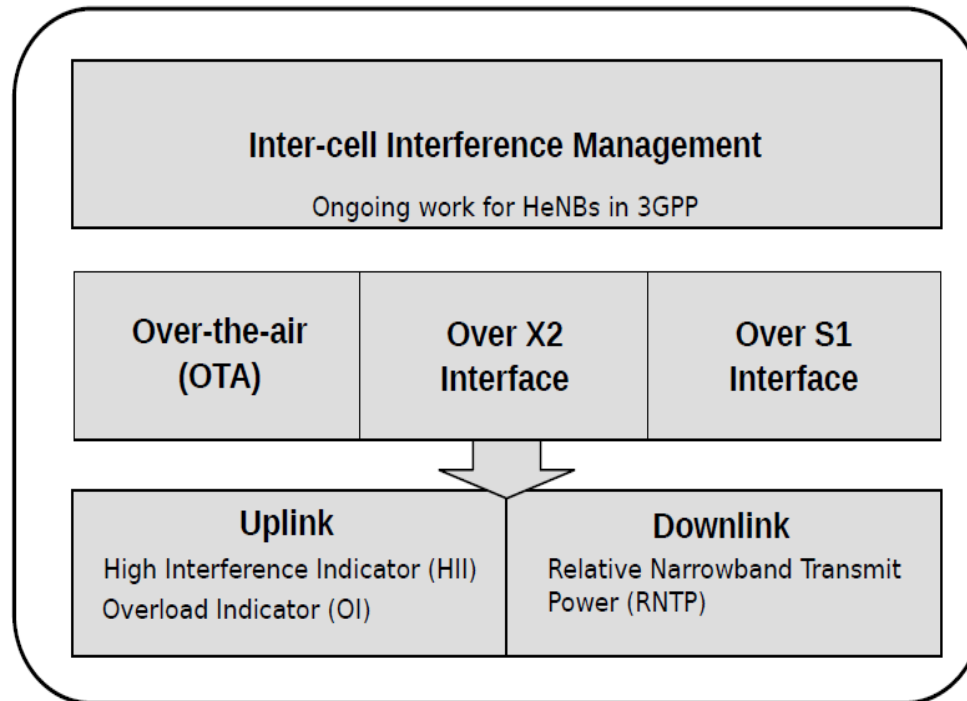 Inter-cell Interference Management
Ongoing work for HeNBs in 3GPP
Over-the-air
(OTA)
Over X2
Interface
Over S1
Interface
Uplink
High Interference Indicator (HII)
Overload Indicator (OI)
Downlink
Relative Narrowband Transmit
Power (RNTP)